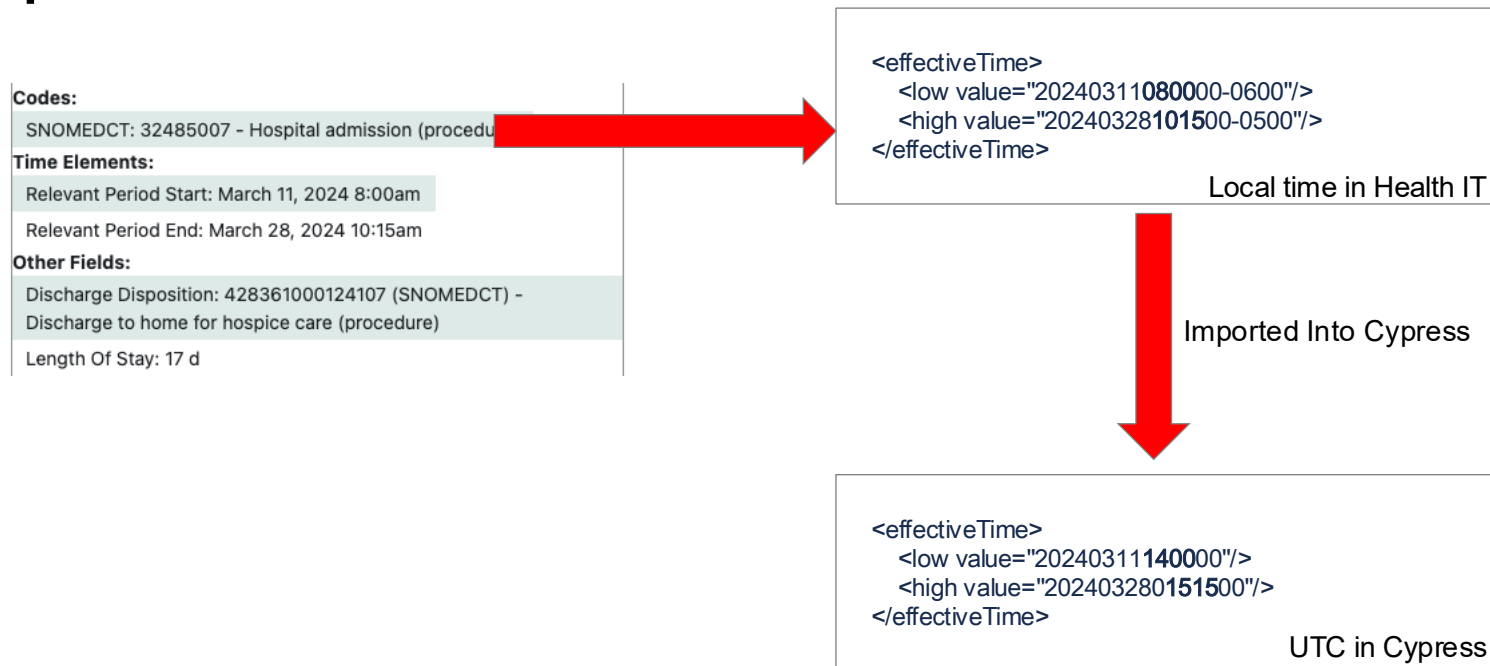 Codes:
SNOMEDCT: 32485007 - Hospital admission (procedu
Time Elements:
Relevant Period Start: March 11, 2024 8:00am
Relevant Period End: March 28, 2024 10:15am
Other Fields:
Discharge Disposition: 428361000124107 (SNOMEDCT) -
Discharge to home for hospice care (procedure)
Length Of Stay: 17 d
<effectiveTime>
<low value="20240311080000-0600"/>
<high value="20240328101500-0500"/>
</effectiveTime>
Local time in Health IT
Imported Into Cypress
<effectiveTime>
<low value="20240311140000"/>
<high value="202403280151500"/>
</effectiveTime>
UTC in Cypress